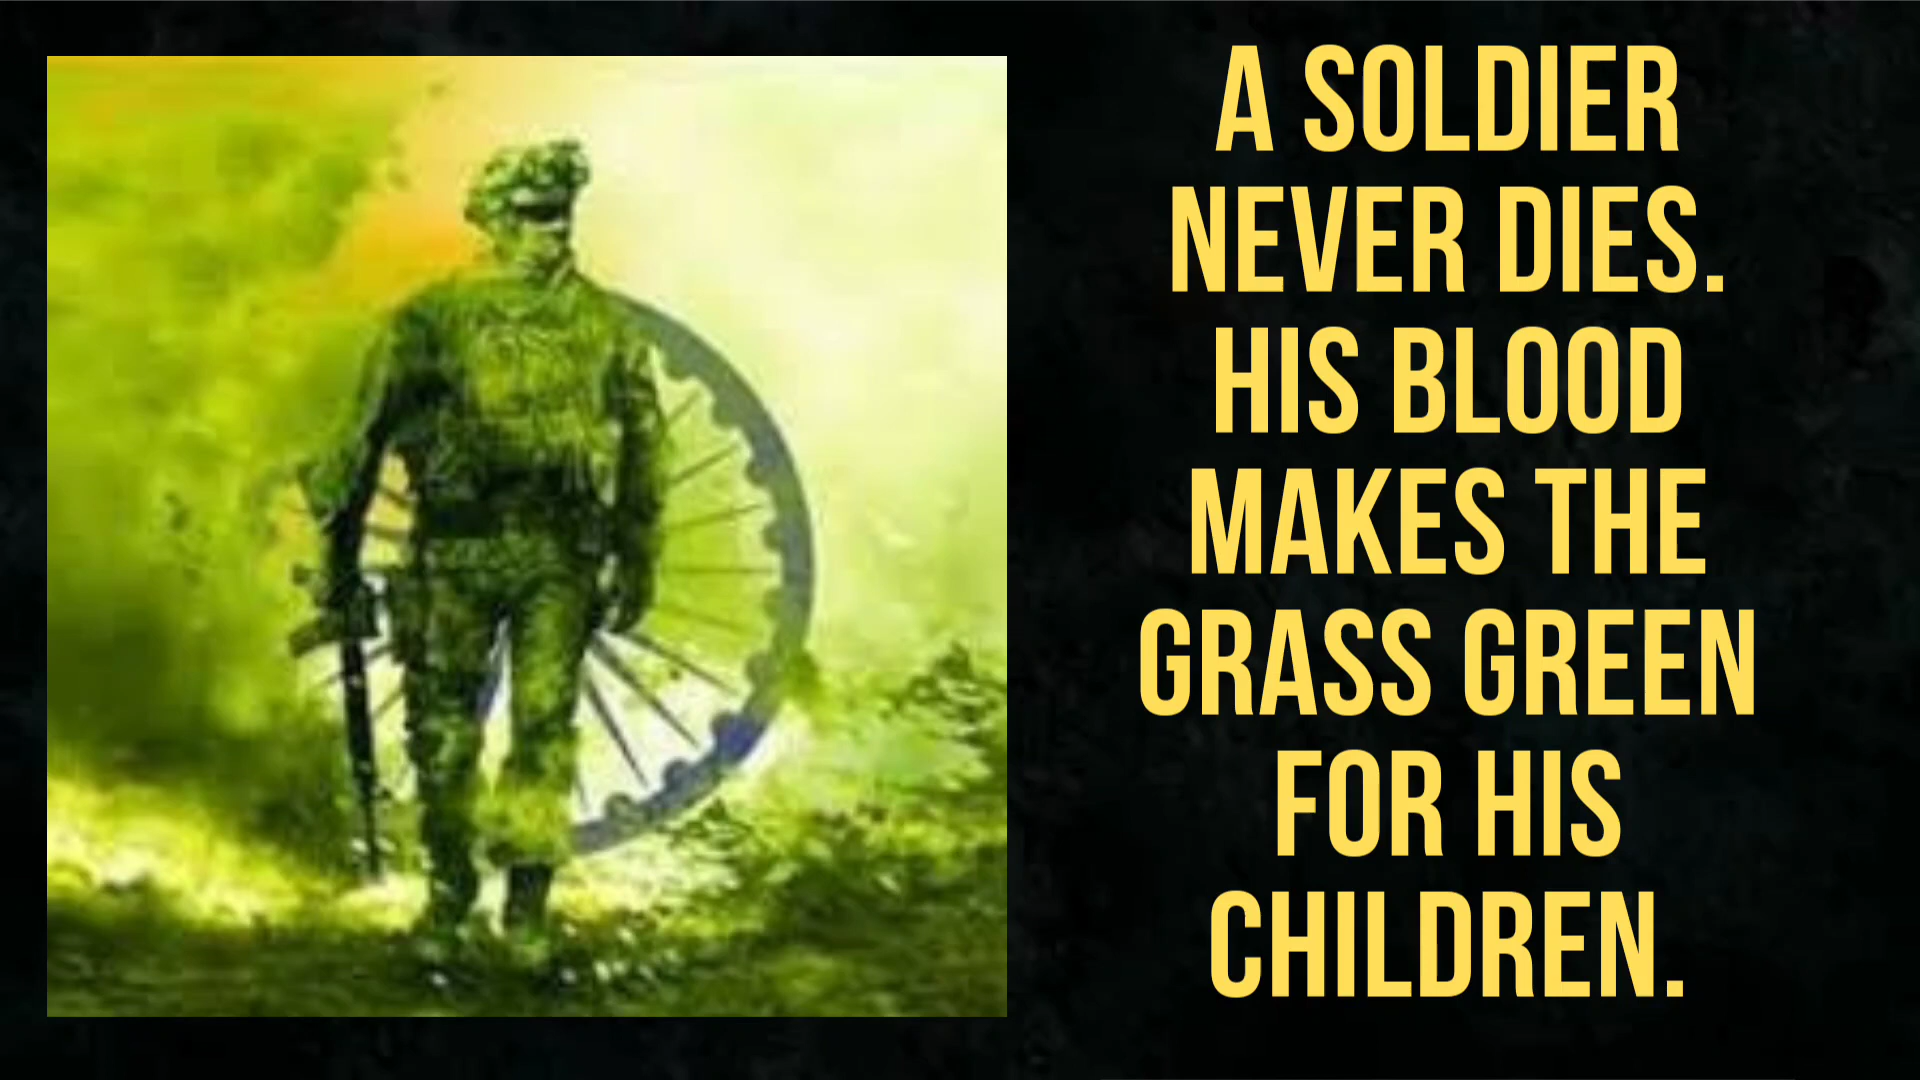 A SOLDIER
NEVER DIES.
HIS BLOOD
MAKES THE
GRASS GREEN
FOR HIS
CHILDREN.